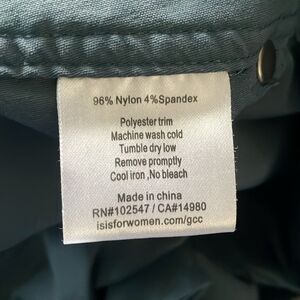 96% Nylon 4%Spandex
Polyester trim
Machine wash cold
Tumble dry low
Remove promptly
Cool iron ,No bleach
Made in china
RN#102547 / CA#14980
isisforwomen.com/gcc